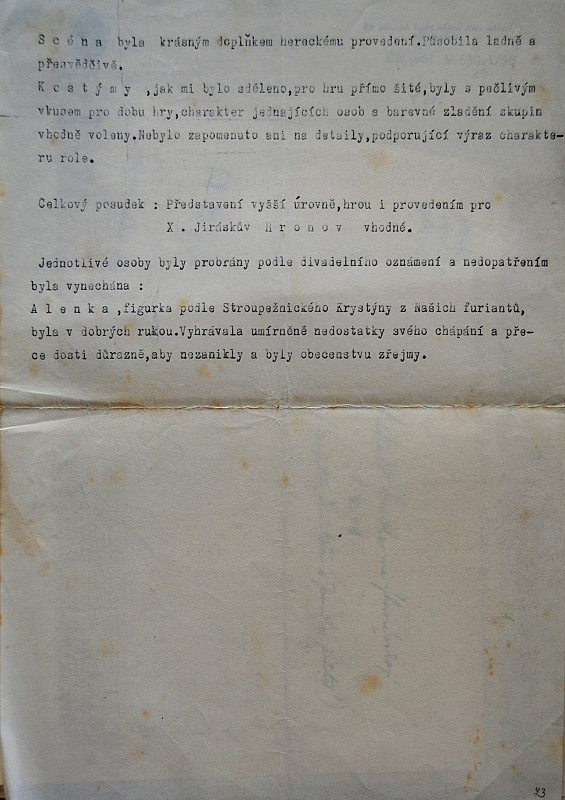 S c é n a  byla  krásným doplňkem hereckému provedení.Působila ladně a
přesvědčivě.
K o s t ý m y  ,jak mi bylo sděleno,pro hru přímo šité,byly s pečlivým
vkusem pro dobu hry,charakter jednajících osob a barevné zladění skupin
vhodně voleny.Nebylo zapomenuto ani na detaily,podporující výraz charakte-
ru role.
Celkový posudek : Představení vyšší úrovně,hrou i provedením pro
X . Jiráskův  H r o n o v  vhodné.
Jednotlivé osoby byly probrány podle divadelního oznámení a nedopatřením
byla vynechána :
A l e n k a ,figurka podle Stroupežnického Krystýny z Našich furiantů,
byla v dobrých rukou.Vyhrávala umírněně nedostatky svého chápání a pře-
ce dosti důrazně,aby nezanikly a byly obecenstvu zřejmy.